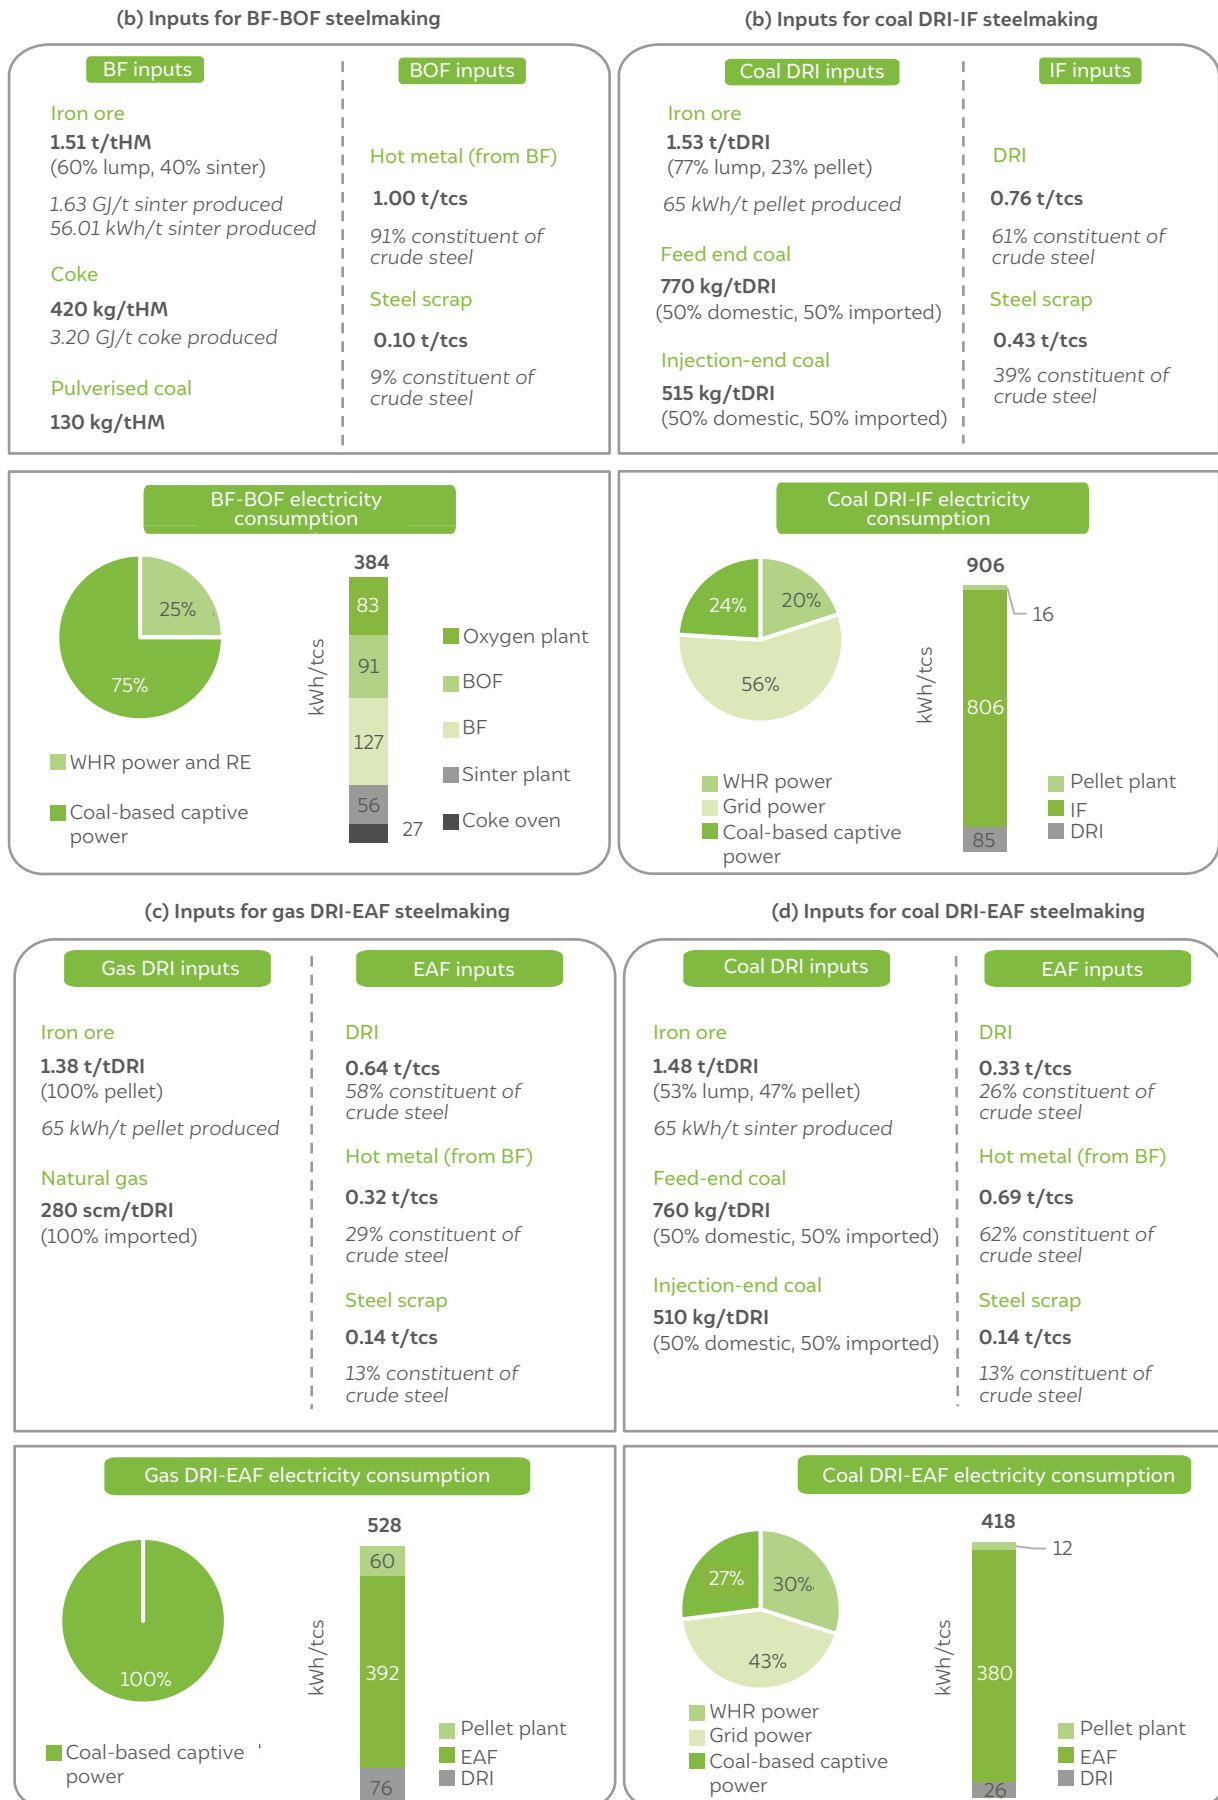 (b) Inputs for BF-BOF steelmaking
BF inputs
Iron ore
1.51 t/tHM
(60% lump, 40% sinter)
1.63 GJ/t sinter produced
56.01 kWh/t sinter produced
Coke
420 kg/tHM
3.20 GJ/t coke produced
Pulverised coal
130 kg/tHM
BOF inputs
Hot metal (from BF)
1.00 t/tcs
91% constituent of
crude steel
Steel scrap
0.10 t/tcs
9% constituent of
crude steel
BF-BOF electricity
consumption
25%
75%
WHR power and RE
Coal-based captive
power
kWh/tcs
384
83
91
127
56
27
Oxygen plant
BOF
BF
Sinter plant
Coke oven
(b) Inputs for coal DRI-IF steelmaking
Coal DRI inputs
Iron ore
1.53 t/tDRI
(77% lump, 23% pellet)
65 kWh/t pellet produced
Feed end coal
770 kg/tDRI
(50% domestic, 50% imported)
Injection-end coal
515 kg/tDRI
(50% domestic, 50% imported)
IF inputs
DRI
0.76 t/tcs
61% constituent of
crude steel
Steel scrap
0.43 t/tcs
39% constituent of
crude steel
Coal DRI-IF electricity
consumption
24%
20%
56%
WHR power
Grid power
Coal-based captive
power
kWh/tcs
906
16
806
85
Pellet plant
IF
DRI
(c) Inputs for gas DRI-EAF steelmaking
Gas DRI inputs
Iron ore
1.38 t/tDRI
(100% pellet)
65 kWh/t pellet produced
Natural gas
280 scm/tDRI
(100% imported)
EAF inputs
DRI
0.64 t/tcs
58% constituent of
crude steel
Hot metal (from BF)
0.32 t/tcs
29% constituent of
crude steel
Steel scrap
0.14 t/tcs
13% constituent of
crude steel
Gas DRI-EAF electricity consumption
100%
Coal-based captive
power
kWh/tcs
528
60
392
76
Pellet plant
EAF
DRI
(d) Inputs for coal DRI-EAF steelmaking
Coal DRI inputs
Iron ore
1.48 t/tDRI
(53% lump, 47% pellet)
65 kWh/t sinter produced
Feed-end coal
760 kg/tDRI
(50% domestic, 50% imported)
Injection-end coal
510 kg/tDRI
(50% domestic, 50% imported)
EAF inputs
DRI
0.33 t/tcs
26% constituent of
crude steel
Hot metal (from BF)
0.69 t/tcs
62% constituent of
crude steel
Steel scrap
0.14 t/tcs
13% constituent of
crude steel
Coal DRI-EAF electricity consumption
27%
30%
43%
WHR power
Grid power
Coal-based captive
power
kWh/tcs
418
12
380
26
Pellet plant
EAF
DRI